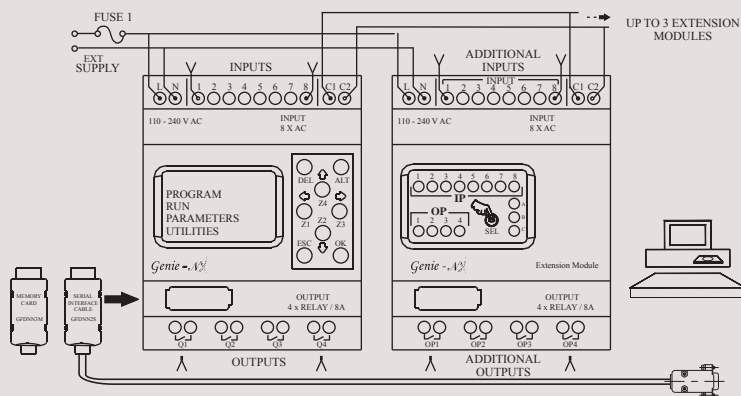 FUSE 1
EXT
SUPPLY
INPUTS
ADDITIONAL
INPUTS
UP TO 3 EXTENSION
MODULES
L N 1 2 3 4 5 6 7 8 C1 C2
INPUT
L N 1 2 3 4 5 6 7 8 C1 C2
110 - 240 V AC
INPUT
8 X AC
110 - 240 V AC
INPUT
8 X AC
PROGRAM
RUN
PARAMETERS
UTILITIES
DEL
ALT
Z4
Z1
Z3
Z2
ESC
OK
1 2 3 4 5 6 7 8
IP
OP
1 2 3 4
SEL
A
B
C
Genie - NX
Genie - NX
Extension Module
MEMORY
CARD
GFDNN3M
SERIAL
INTERFACE
CABLE
GFDNN2S
OUTPUT
4 x RELAY / 8A
OUTPUT
4 x RELAY / 8A
Q1 Q2 Q3 Q4
OP1 OP2 OP3 OP4
OUTPUTS
ADDITIONAL
OUTPUTS